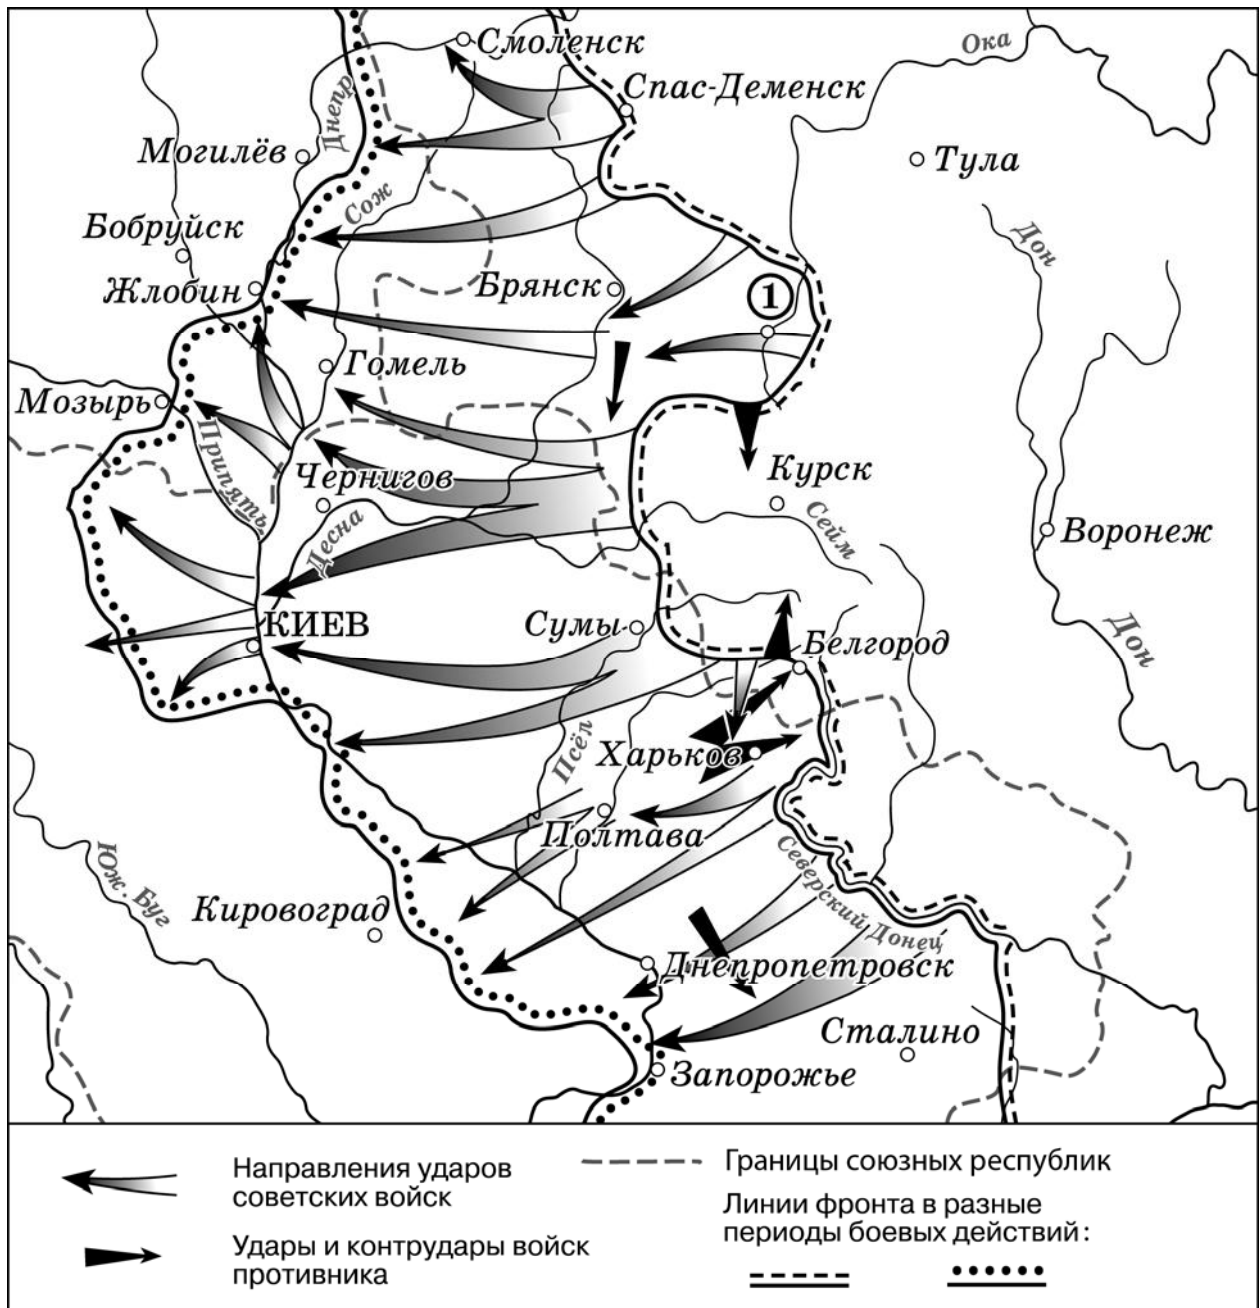 Смоленск
Ока
Спас-Деменск
Днепр
Могилёв
Тула
Сож
Бобруйск
Дон
Жлобин
Брянск
1
Гомель
Мозырь
Припять
Чернигов
Курск
Десна
Сейм
Воронеж
КИЕВ
Сумы
Белгород
Дон
Псёл
Харьков
Полтава
Юж. Буг
Северский Донец
Кировоград
Днепропетровск
Сталино
Запорожье
Направления ударов
советских войск
Удары и контрудары войск
противника
Границы союзных республик
Линии фронта в разные
периоды боевых действий: